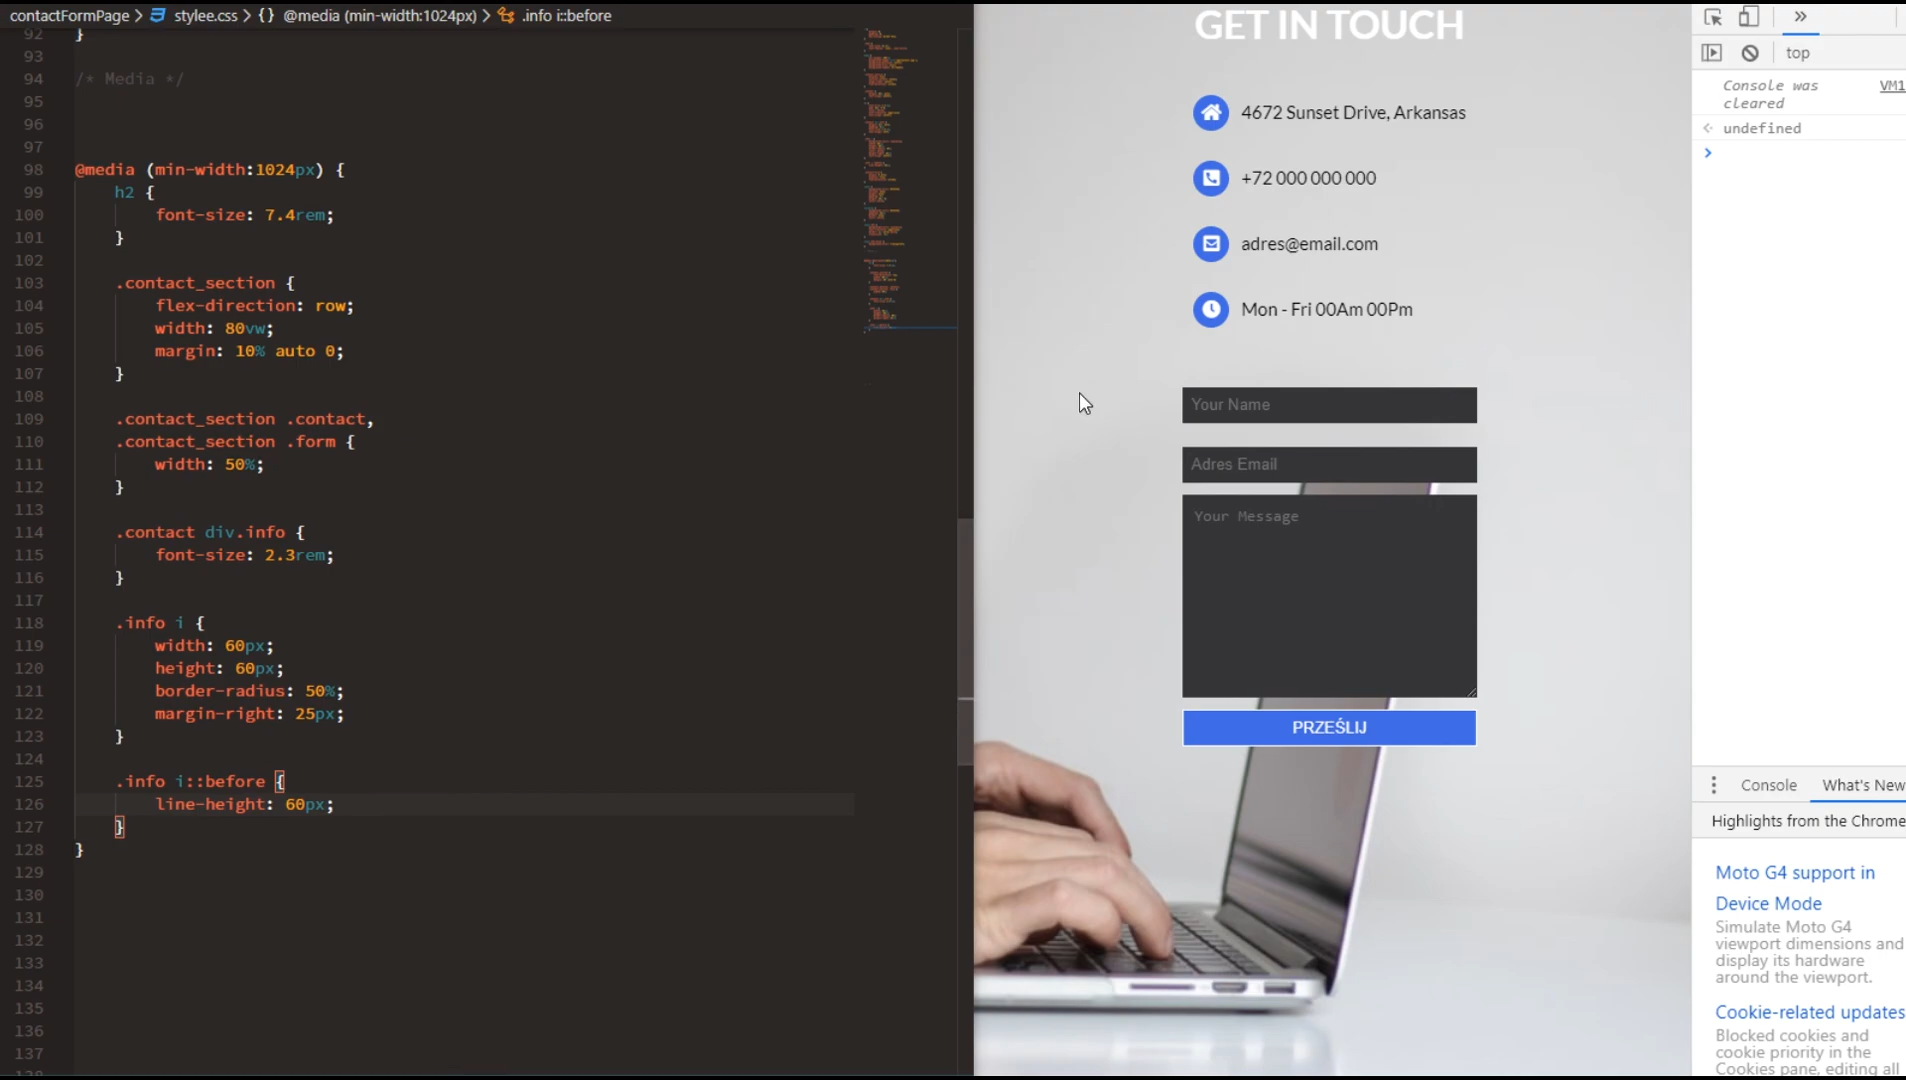 contactFormPage > stylee.css > {} @media (min-width:1024px) > .info i::before
92 }
93
94 /* Media */
95
96
97
98 @media (min-width:1024px) {
99 h2 {
100 font-size: 7.4rem;
101 }
102
103 .contact_section {
104 flex-direction: row;
105 width: 80vw;
106 margin: 10% auto 0;
107 }
108
109 .contact_section .contact,
110 .contact_section .form {
111 width: 50%;
112 }
113
114 .contact div.info {
115 font-size: 2.3rem;
116 }
117
118 .info i {
119 width: 60px;
120 height: 60px;
121 border-radius: 50%;
122 margin-right: 25px;
123 }
124
125 .info i::before {
126 line-height: 60px;
127 }
128 }
129
130
131
132
133
134
135
136
137
GET IN TOUCH
4672 Sunset Drive, Arkansas
+72 000 000 000
adres@email.com
Mon - Fri 00Am 00Pm
Your Name
Adres Email
Your Message
PRZEŚLIJ
top
Console was VM1
cleared
undefined
Console What's New
Highlights from the Chrome
Moto G4 support in
Device Mode
Simulate Moto G4
viewport dimensions and
display its hardware
around the viewport.
Cookie-related updates
Blocked cookies and
cookie priority in the
Cookies pane, editing all